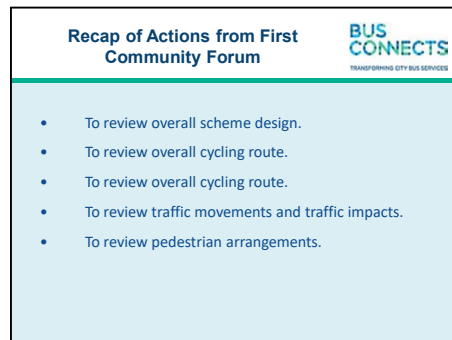 Recap of Actions from First
Community Forum
BUS
CONNECTS
TRANSFORMING CITY BUS SERVICES
• To review overall scheme design.
• To review overall cycling route.
• To review overall cycling route.
• To review traffic movements and traffic impacts.
• To review pedestrian arrangements.